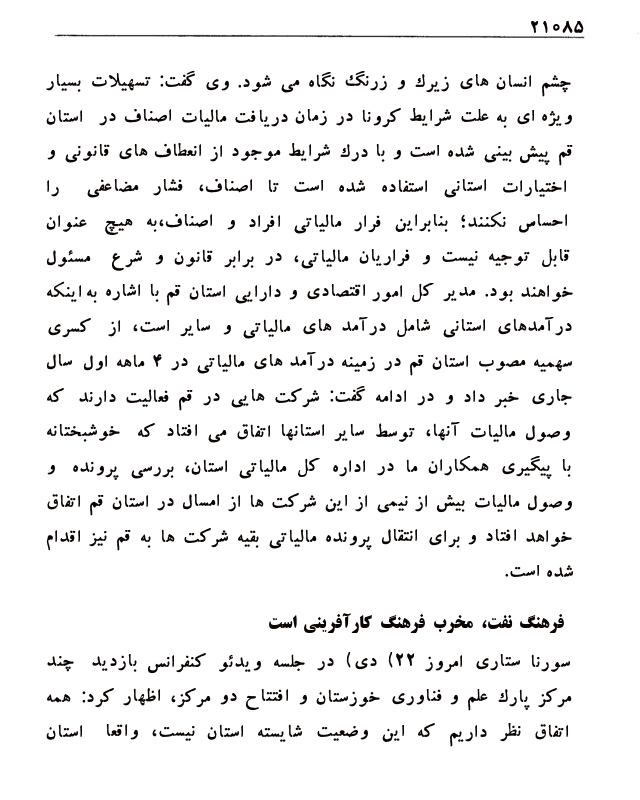 ۲۱۰۸۵
چشم انسان های زیرك و زرنگ نگاه می شود. وی گفت: تسهیلات بسیار
ویژه ای به علت شرایط کرونا در زمان دریافت مالیات اصناف در استان
قم پیش بینی شده است و با درك شرایط موجود از انعطاف های قانونی و
اختیارات استانی استفاده شده است تا اصناف، فشار مضاعفی را
احساس نکنند؛ بنابراین فرار مالیاتی افراد و اصناف،به هیچ عنوان
قابل توجیه نیست و فراریان مالیاتی، در برابر قانون و شرع مسئول
خواهند بود. مدیر کل امور اقتصادی و دارایی استان قم با اشاره به اینکه
درآمدهای استانی شامل درآمد های مالیاتی و سایر است، از کسری
سهمیه مصوب استان قم در زمینه درآمد های مالیاتی در ۴ ماهه اول سال
جاری خبر داد و در ادامه گفت: شرکت هایی در قم فعالیت دارند که
وصول مالیات آنها، توسط سایر استانها اتفاق می افتاد که خوشبختانه
با پیگیری همکاران ما در اداره کل مالیاتی استان، بررسی پرونده و
وصول مالیات بیش از نیمی از این شرکت ها از امسال در استان قم اتفاق
خواهد افتاد و برای انتقال پرونده مالیاتی بقیه شرکت ها به قم نیز اقدام
شده است.
فرهنگ نفت، مخرب فرهنگ کارآفرینی است
سورنا ستاری امروز ۲۲) دی) در جلسه ویدئو کنفرانس بازدید چند
مرکز پارك علم و فناوری خوزستان و افتتاح دو مرکز، اظهار کرد: همه
اتفاق نظر داریم که این وضعیت شایسته استان نیست، واقعا استان